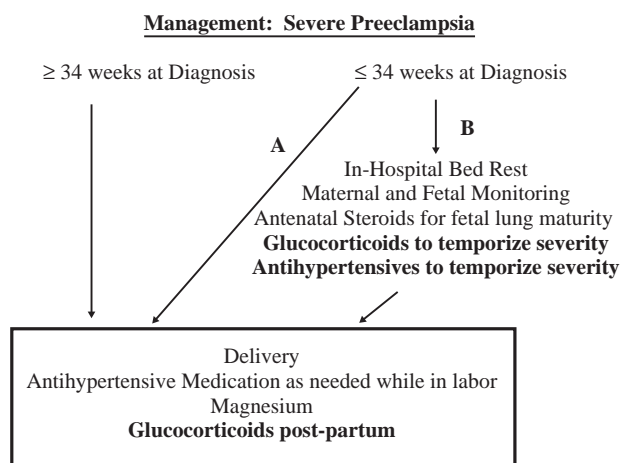 Management: Severe Preeclampsia
≥ 34 weeks at Diagnosis
≤ 34 weeks at Diagnosis
A
B
In-Hospital Bed Rest
Maternal and Fetal Monitoring
Antenatal Steroids for fetal lung maturity
Glucocorticoids to temporize severity
Antihypertensives to temporize severity
Delivery
Antihypertensive Medication as needed while in labor
Magnesium
Glucocorticoids post-partum